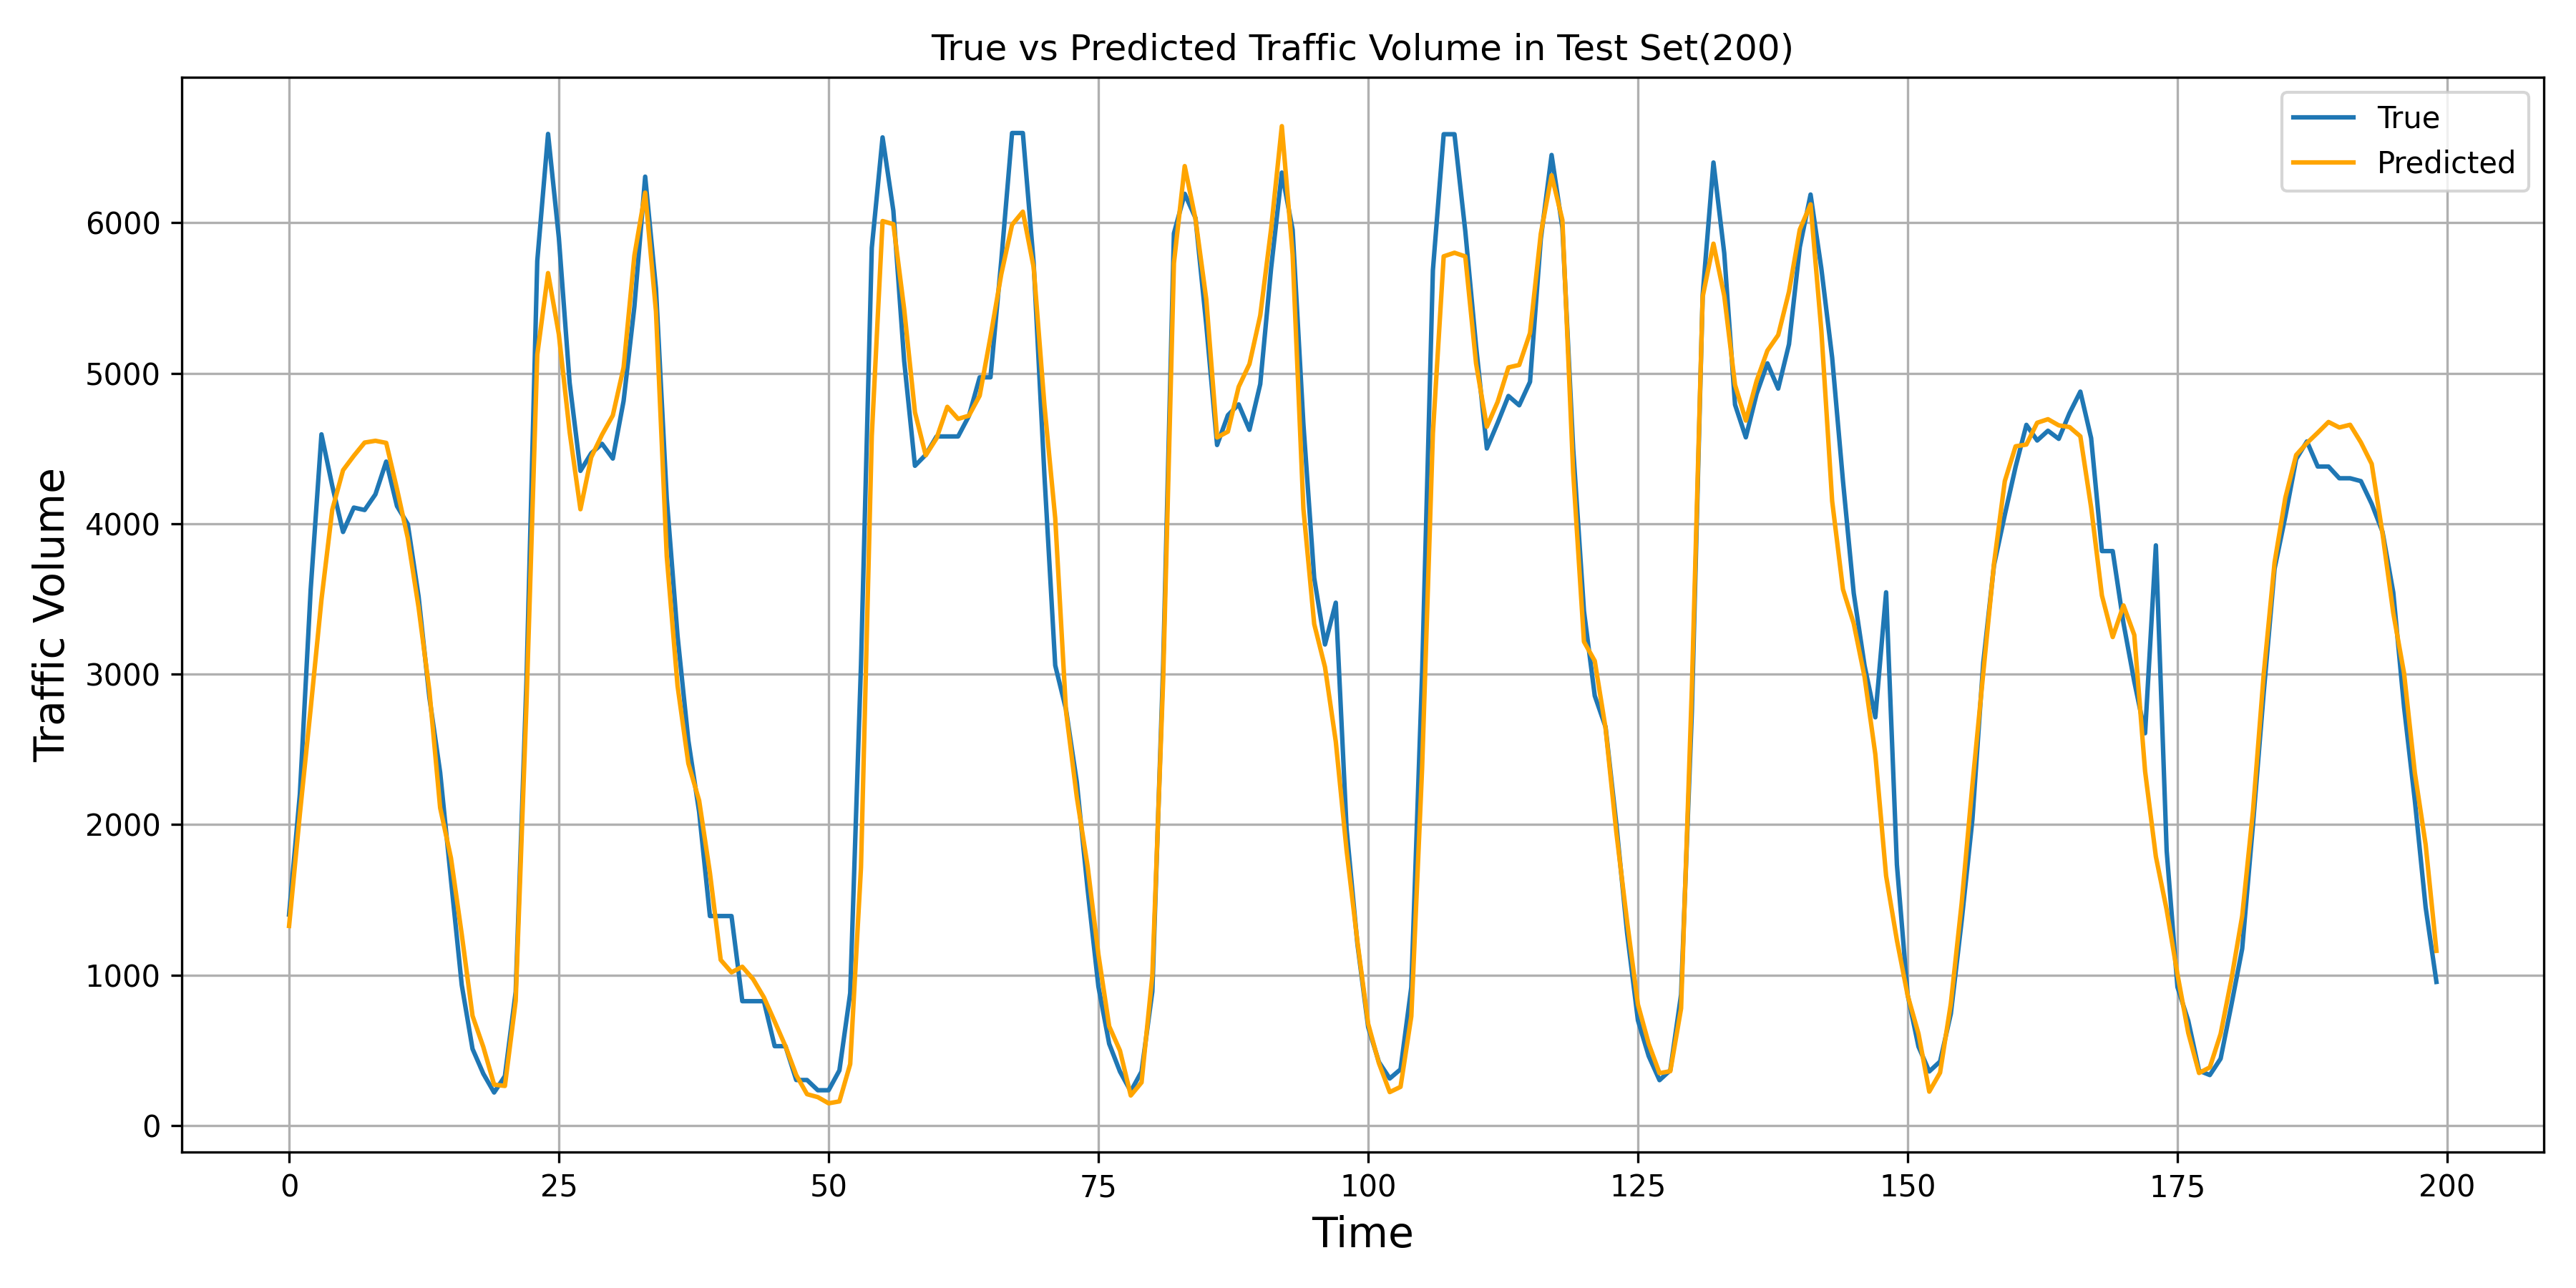 True vs Predicted Traffic Volume in Test Set(200)
True
Predicted
Traffic Volume
6000
5000
4000
3000
2000
1000
0
0 25 50 75 100 125 150 175 200
Time